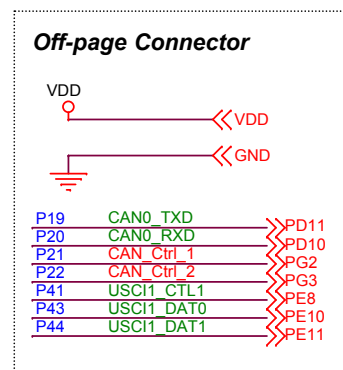 Off-page Connector
VDD
VDD
GND
P19 CAN0_TXD PD11
P20 CAN0_RXD PD10
P21 CAN_Ctrl_1 PG2
P22 CAN_Ctrl_2 PG3
P41 USCI1_CTL1 PE8
P43 USCI1_DAT0 PE10
P44 USCI1_DAT1 PE11